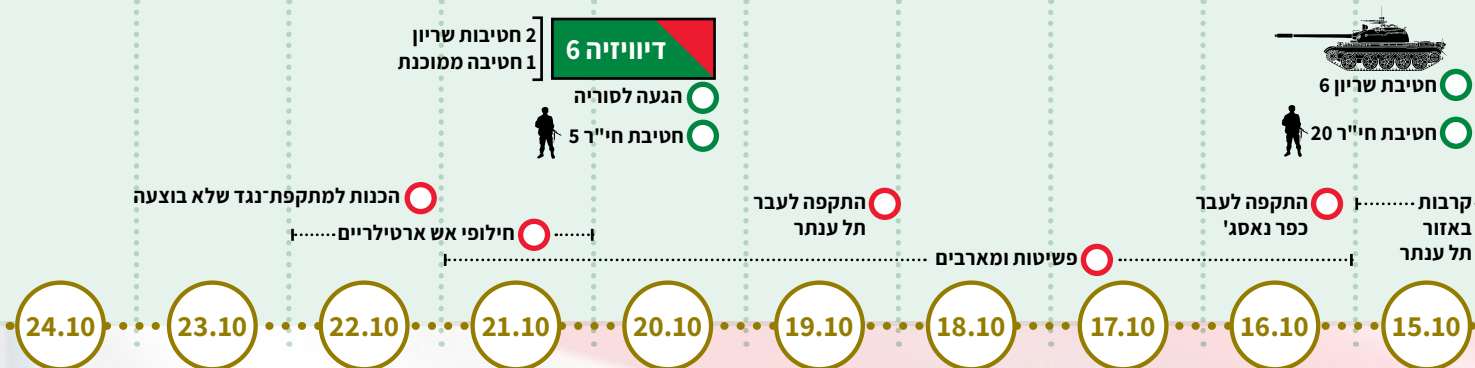 חטיבת שריון 6
חטיבת חי"ר 20
2 חטיבות שריון
1 חטיבה ממוכנת
דיוויזיה 6
הגעה לסוריה
חטיבת חי"ר 5
קרבות
באזור
תל ענתר
התקפה לעבר
כפר נאסג'
פשיטות ומארבים
התקפה לעבר
תל ענתר
חילופי אש ארטילריים
הכנות למתקפת־נגד שלא בוצעה
15.10
16.10
17.10
18.10
19.10
20.10
21.10
22.10
23.10
24.10